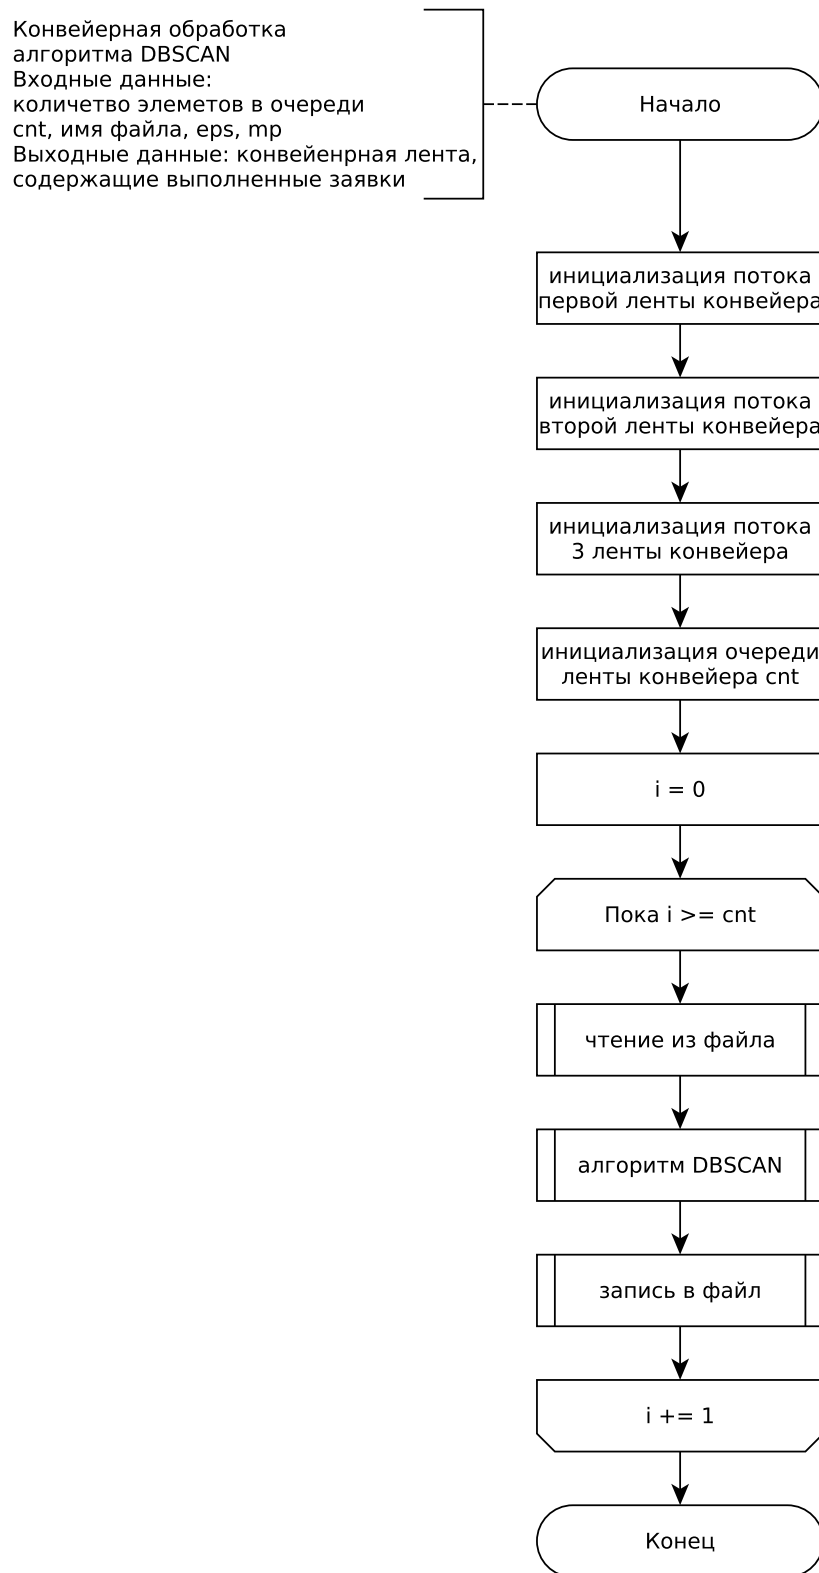 Конвейерная обработка
алгоритма DBSCAN
Входные данные:
количетво элеметов в очереди
cnt, имя файла, eps, mp
Выходные данные: конвейенрная лента,
содержащие выполненные заявки
Начало
инициализация потока
первой ленты конвейера
инициализация потока
второй ленты конвейера
инициализация потока
3 ленты конвейера
инициализация очереди
ленты конвейера cnt
i = 0
Пока i >= cnt
чтение из файла
алгоритм DBSCAN
запись в файл
i += 1
Конец